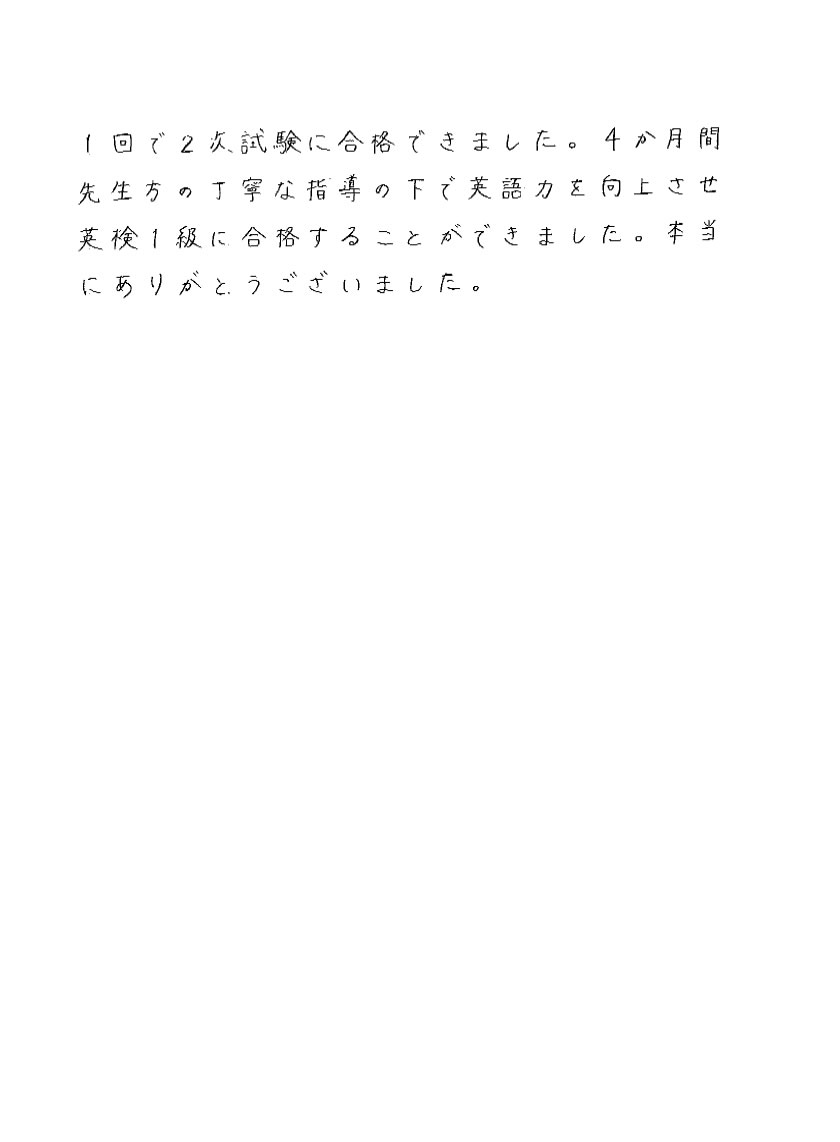 1回で2次試験に合格できました。4か月間
先生方の丁寧な指導の下で英語力を向上させ
英検1級に合格することができました。本当
にありがとうございました。